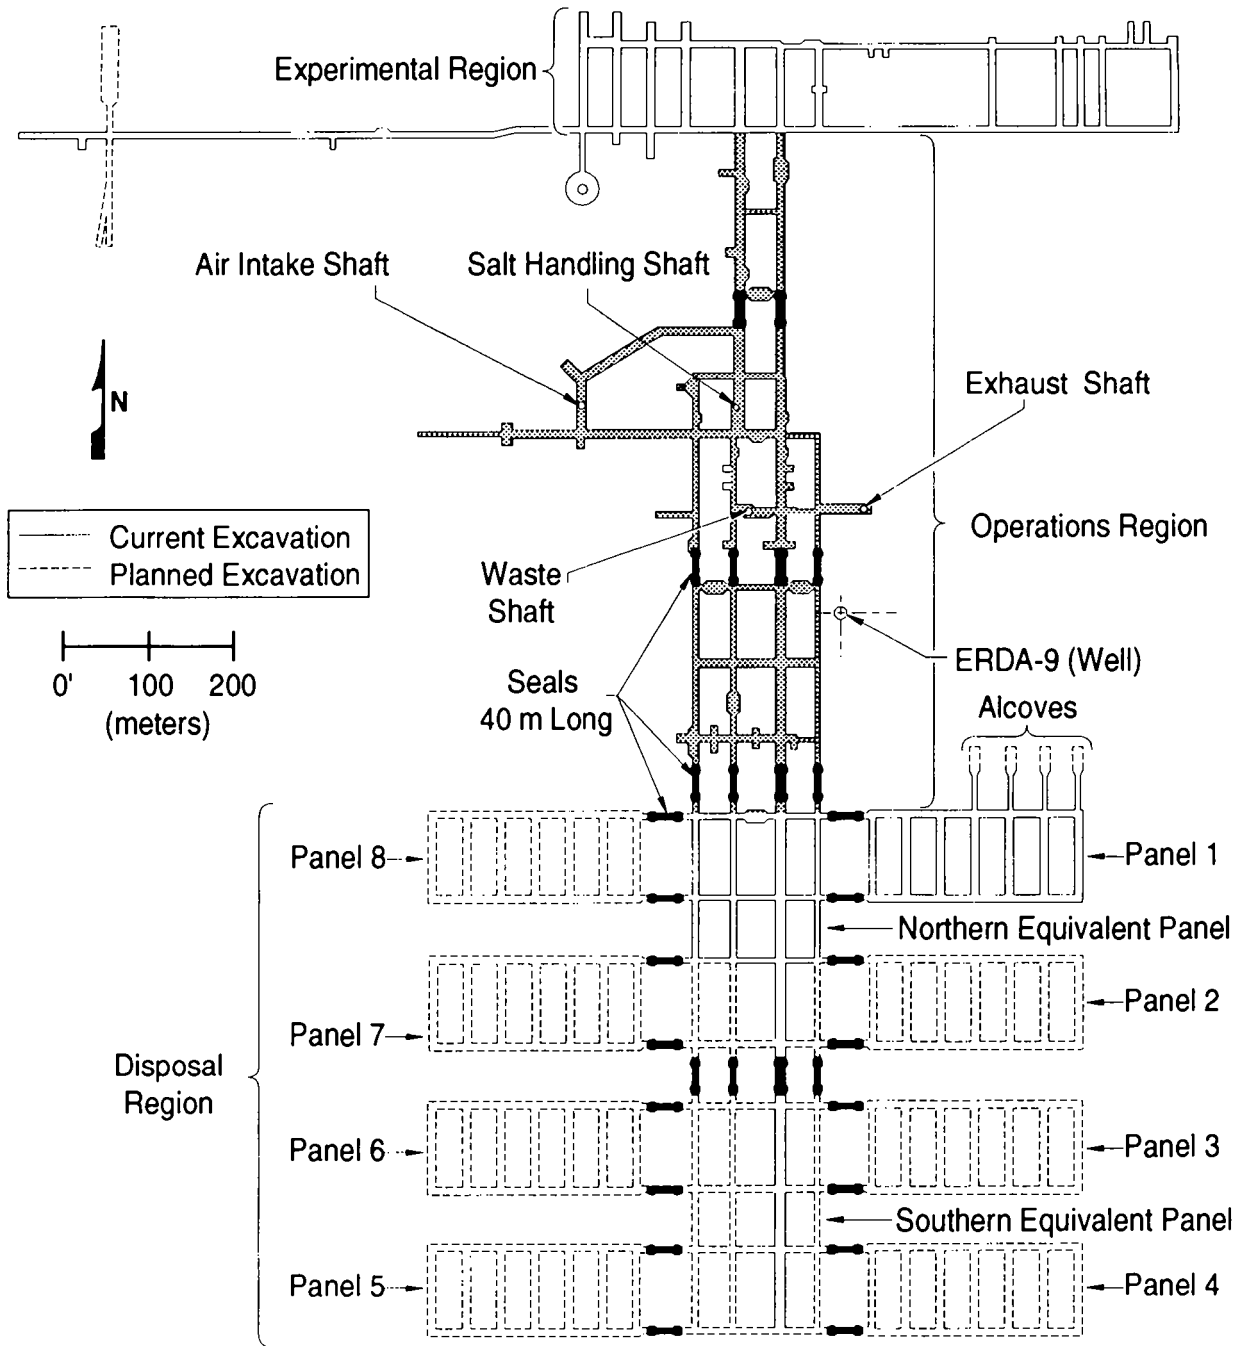 Experimental Region
Air Intake Shaft
Salt Handling Shaft
N
Exhaust Shaft
Current Excavation
Planned Excavation
Operations Region
Waste
Shaft
0' 100 200
(meters)
ERDA-9 (Well)
Seals
40 m Long
Alcoves
Panel 8
Panel 1
Northern Equivalent Panel
Panel 2
Panel 7
Disposal
Region
Panel 6
Panel 3
Southern Equivalent Panel
Panel 5
Panel 4